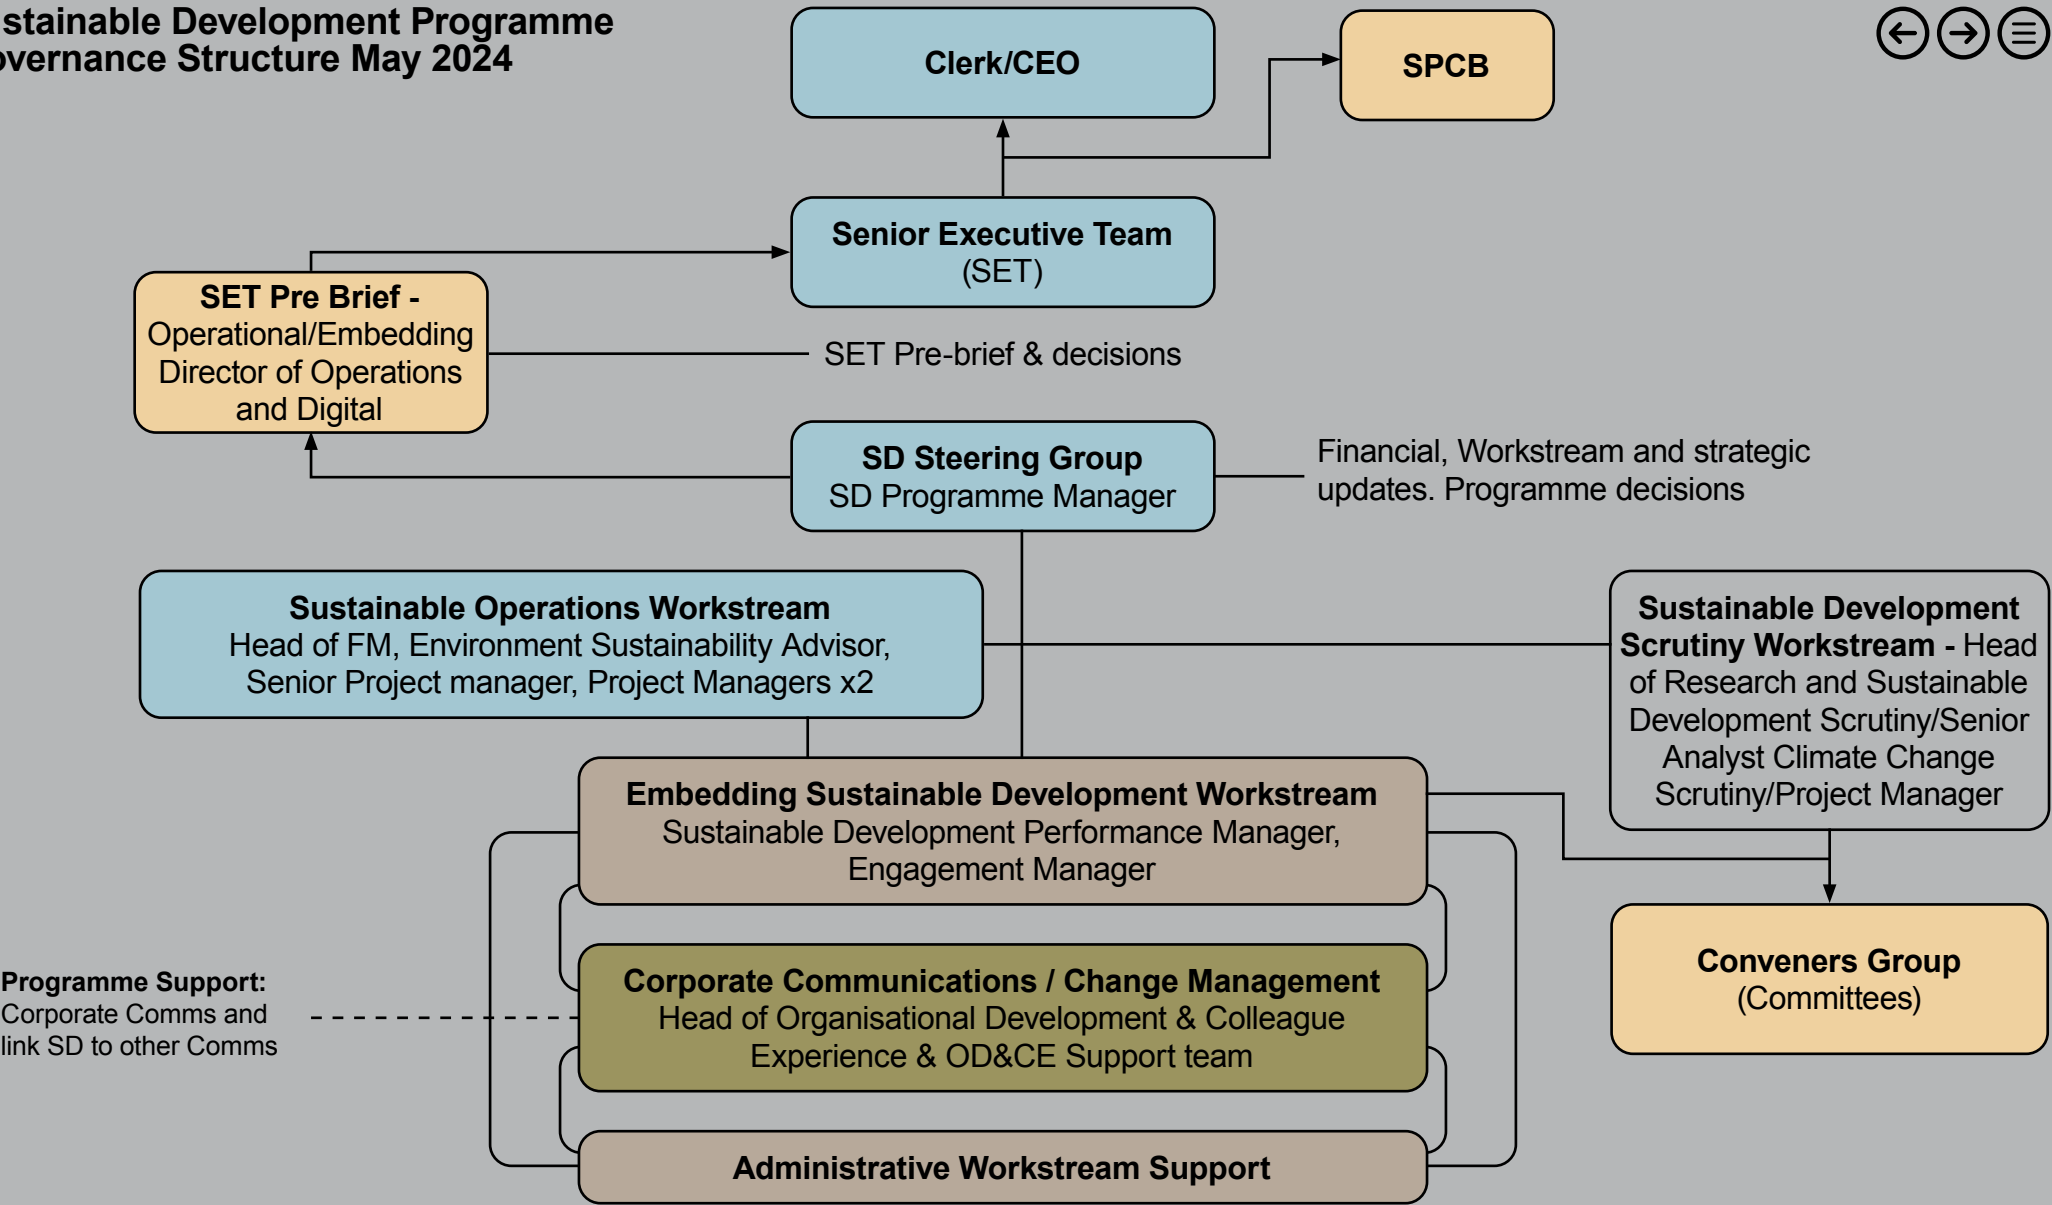 stainable Development Programme
overnance Structure May 2024
Clerk/CEO
SPCB
Senior Executive Team
(SET)
SET Pre Brief -
Operational/Embedding
Director of Operations
and Digital
SET Pre-brief & decisions
SD Steering Group
SD Programme Manager
Financial, Workstream and strategic
updates. Programme decisions
Sustainable Operations Workstream
Head of FM, Environment Sustainability Advisor,
Senior Project manager, Project Managers x2
Sustainable Development
Scrutiny Workstream - Head
of Research and Sustainable
Development Scrutiny/Senior
Analyst Climate Change
Scrutiny/Project Manager
Embedding Sustainable Development Workstream
Sustainable Development Performance Manager,
Engagement Manager
Conveners Group
(Committees)
Programme Support:
Corporate Comms and
link SD to other Comms
Corporate Communications / Change Management
Head of Organisational Development & Colleague
Experience & OD&CE Support team
Administrative Workstream Support